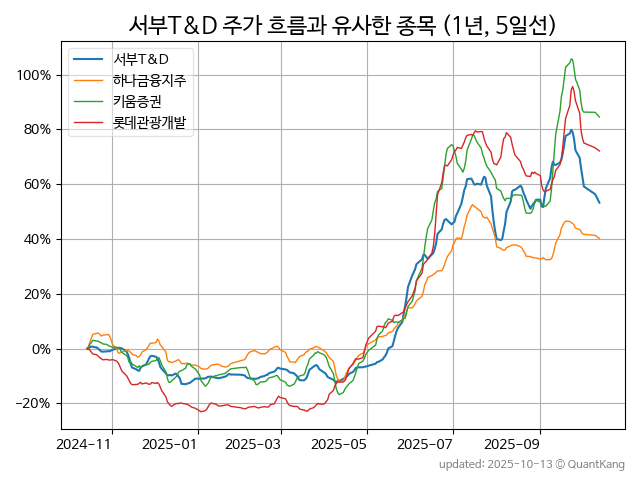 서부T&D 주가 흐름과 유사한 종목 (1년, 5일선)
서부T&D
하나금융지주
키움증권
롯데관광개발
100%
80%
60%
40%
20%
0%
−20%
2024-11
2025-01
2025-03
2025-05
2025-07
2025-09
updated: 2025-10-13 © QuantKang